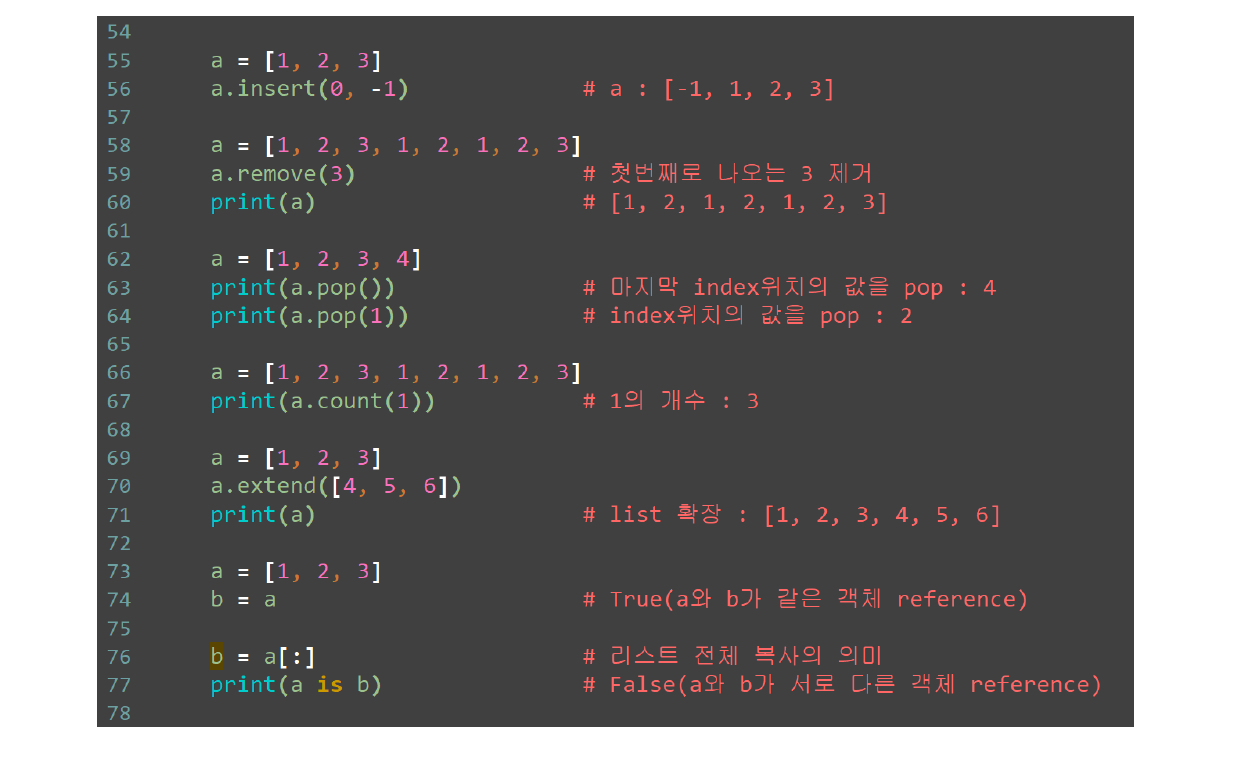 54
55 a = [1, 2, 3]
56 a.insert(0, -1) # a : [-1, 1, 2, 3]
57
58 a = [1, 2, 3, 1, 2, 1, 2, 3]
59 a.remove(3) # 첫번째로 나오는 3 제거
60 print(a) # [1, 2, 1, 2, 1, 2, 3]
61
62 a = [1, 2, 3, 4]
63 print(a.pop()) # 마지막 index위치의 값을 pop : 4
64 print(a.pop(1)) # index위치의 값을 pop : 2
65
66 a = [1, 2, 3, 1, 2, 1, 2, 3]
67 print(a.count(1)) # 1의 개수 : 3
68
69 a = [1, 2, 3]
70 a.extend([4, 5, 6])
71 print(a) # list 확장 : [1, 2, 3, 4, 5, 6]
72
73 a = [1, 2, 3]
74 b = a # True(a와 b가 같은 객체 reference)
75
76 b = a[:] # 리스트 전체 복사의 의미
77 print(a is b) # False(a와 b가 서로 다른 객체 reference)
78